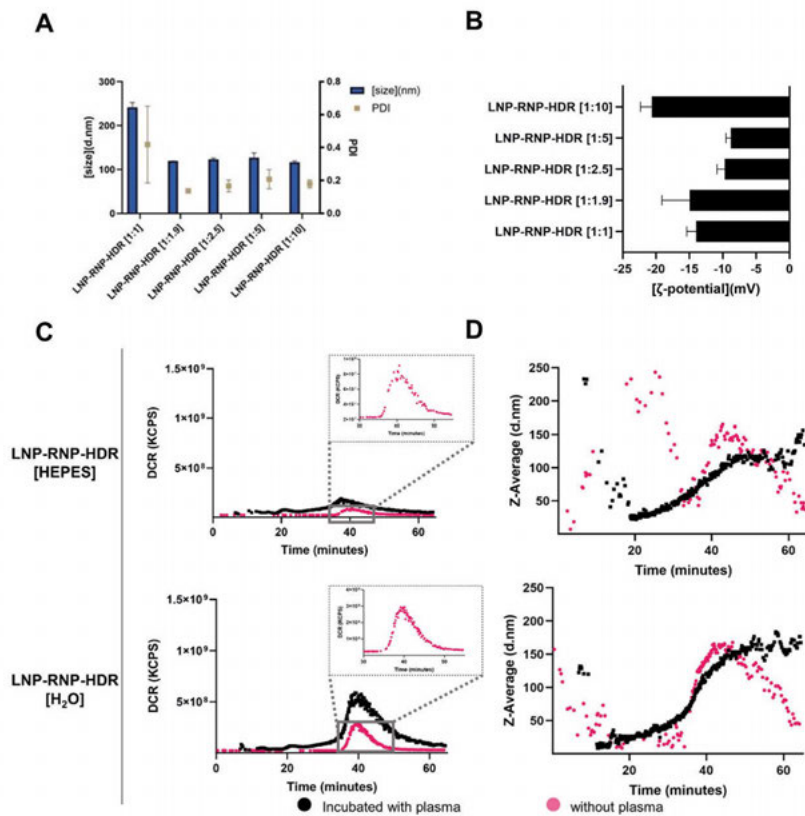 A
300
200
100
0
[size](d.nm)
0.8
0.6
0.4
0.2
0.0
PDI
[size](nm)
PDI
LNP-RNP-HDR [1:1]
LNP-RNP-HDR [1:1.9]
LNP-RNP-HDR [1:2.5]
LNP-RNP-HDR [1:5]
LNP-RNP-HDR [1:10]
B
LNP-RNP-HDR [1:10]
LNP-RNP-HDR [1:5]
LNP-RNP-HDR [1:2.5]
LNP-RNP-HDR [1:1.9]
LNP-RNP-HDR [1:1]
-25 -20 -15 -10 -5 0
[ζ-potential](mV)
C
LNP-RNP-HDR
[HEPES]
DCR (KCPS)
1.5×10⁹
1×10⁹
5×10⁸
0 20 40 60
Time (minutes)
DCR (KCPS)
Time (minutes)
D
Z-Average (d.nm)
250
200
150
100
50
20 40 60
Time (minutes)
LNP-RNP-HDR
[H₂O]
DCR (KCPS)
1.5×10⁹
1×10⁹
5×10⁸
0 20 40 60
Time (minutes)
DCR (KCPS)
Time (minutes)
Z-Average (d.nm)
250
200
150
100
50
20 40 60
Time (minutes)
Incubated with plasma
without plasma